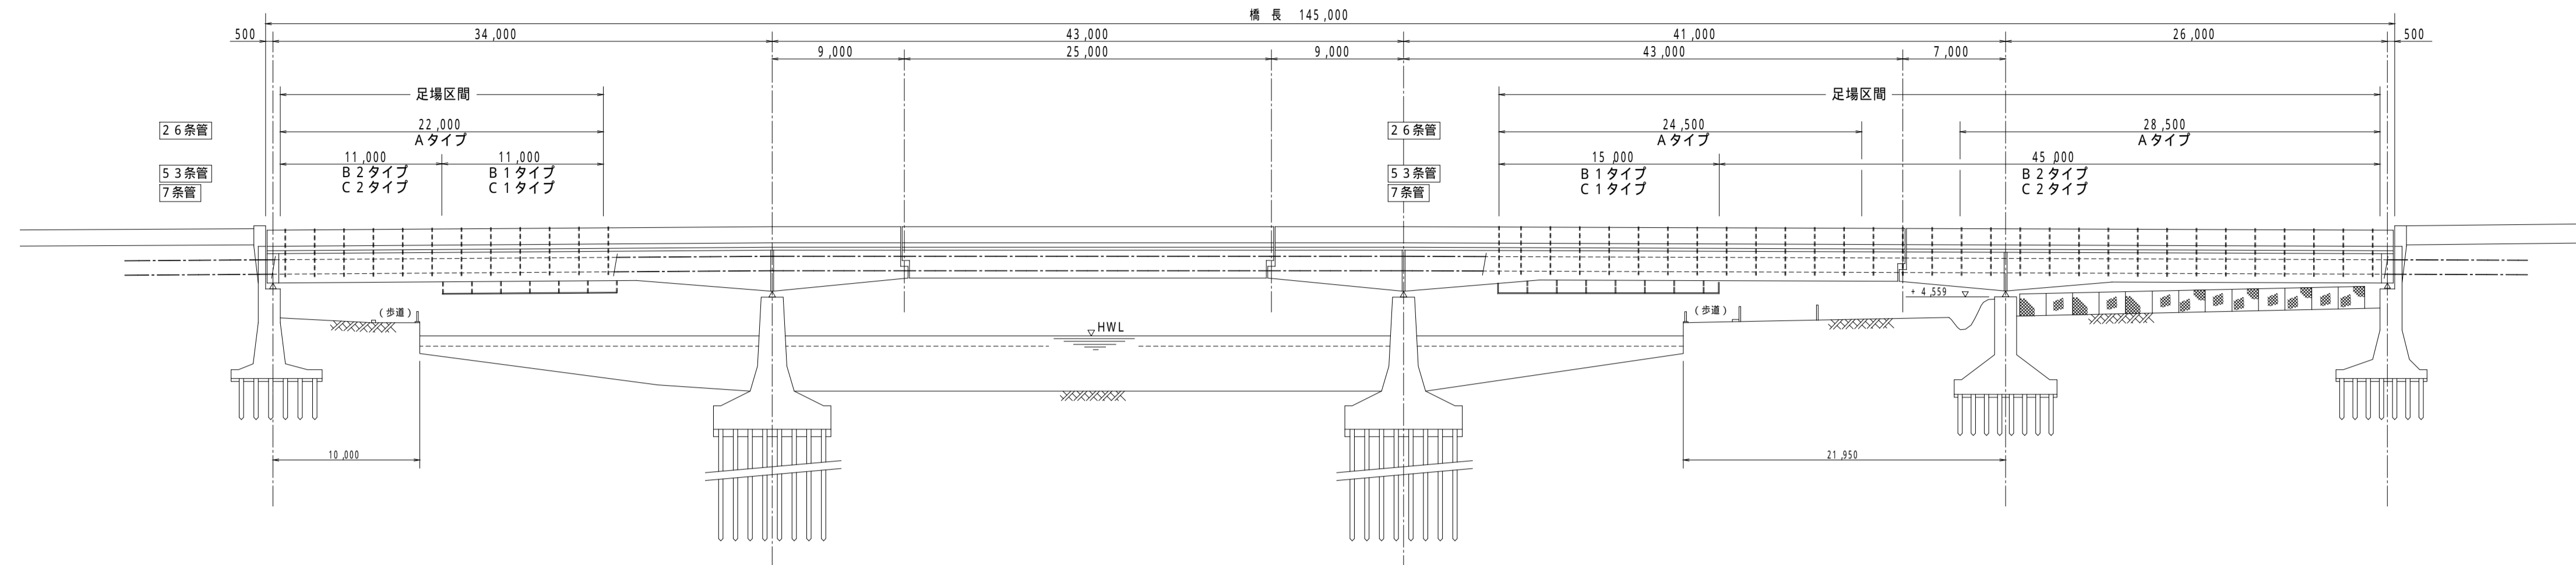 橋 長 145,000
500 34,000 43,000 41,000 26,000 500
9,000 25,000 9,000 43,000 7,000
足場区間 足場区間
26条管 22,000 26条管 24,500 28,500
Aタイプ Aタイプ Aタイプ
11,000 11,000 15,000 45,000
53条管 B2タイプ B1タイプ 53条管 B1タイプ B2タイプ
7条管 C2タイプ C1タイプ 7条管 C1タイプ C2タイプ
+ 4,559
(歩道) (歩道)
HWL
10,000 21,950